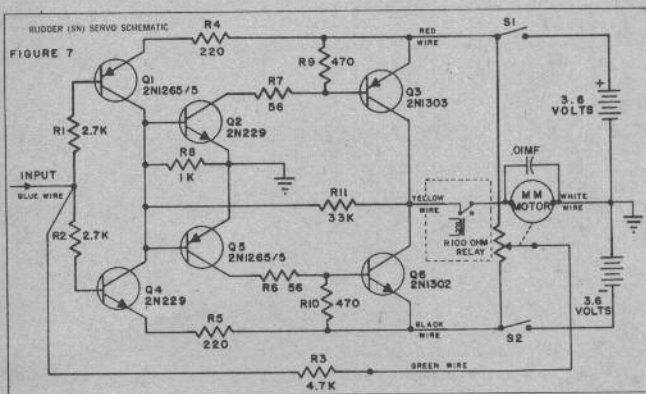 RUDDER (SN) SERVO SCHEMATIC
FIGURE 7
R4
220
RED
WIRE
S1
Q1
2N1265/5
R9
470
R7
56
Q3
2N1303
Q2
2N229
3.6
VOLTS
R1
2.7K
R8
1K
.01MF
INPUT
BLUE WIRE
R11
33K
YELLOW
WIRE
MM
MOTOR
WHITE
WIRE
R2
2.7K
R100 OHM
RELAY
Q5
2N1265/5
R6
56
Q6
2N1302
Q4
2N229
R10
470
3.6
VOLTS
R5
220
BLACK
WIRE
S2
R3
4.7K
GREEN WIRE